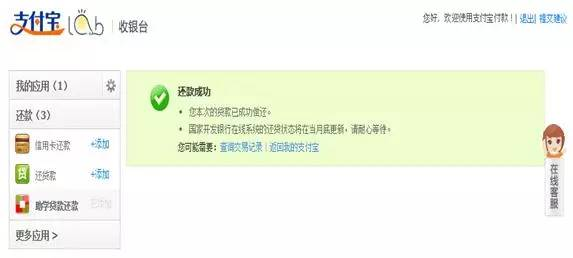 支付宝 Lab 收银台
您好，欢迎使用支付宝付款！| 退出| 提交建议
我的应用（1）
还款（3）
信用卡还款 +添加
贷 还贷款 +添加
助学贷款还款 已添加
更多应用 >
还款成功
• 您本次的贷款已成功偿还。
• 国家开发银行在线系统的还贷状态将在当月底更新，请耐心等待。
您可能需要：查询交易记录 | 返回我的支付宝
在线客服